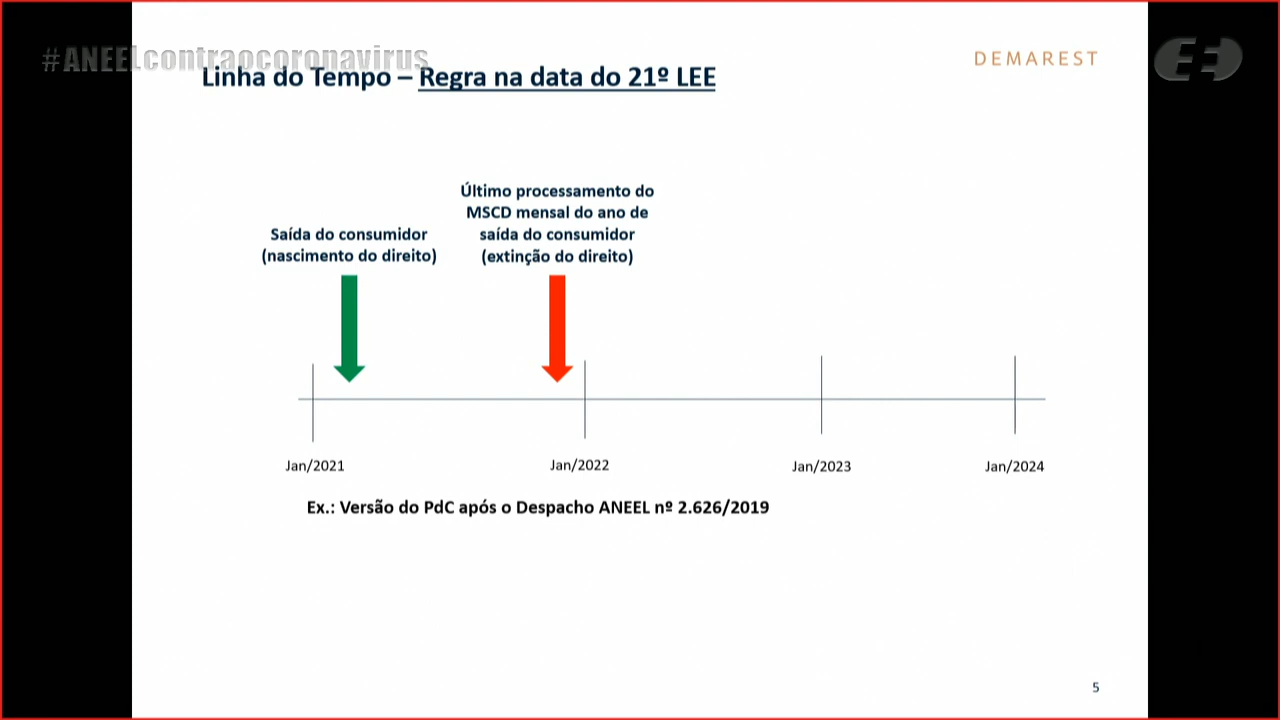 #ANEELcontraocoronavirus
DEMAREST
Linha do Tempo – Regra na data do 21º LEE
Último processamento do
MSCD mensal do ano de
saída do consumidor
(extinção do direito)
Saída do consumidor
(nascimento do direito)
Jan/2021
Jan/2022
Jan/2023
Jan/2024
Ex.: Versão do PdC após o Despacho ANEEL nº 2.626/2019
5